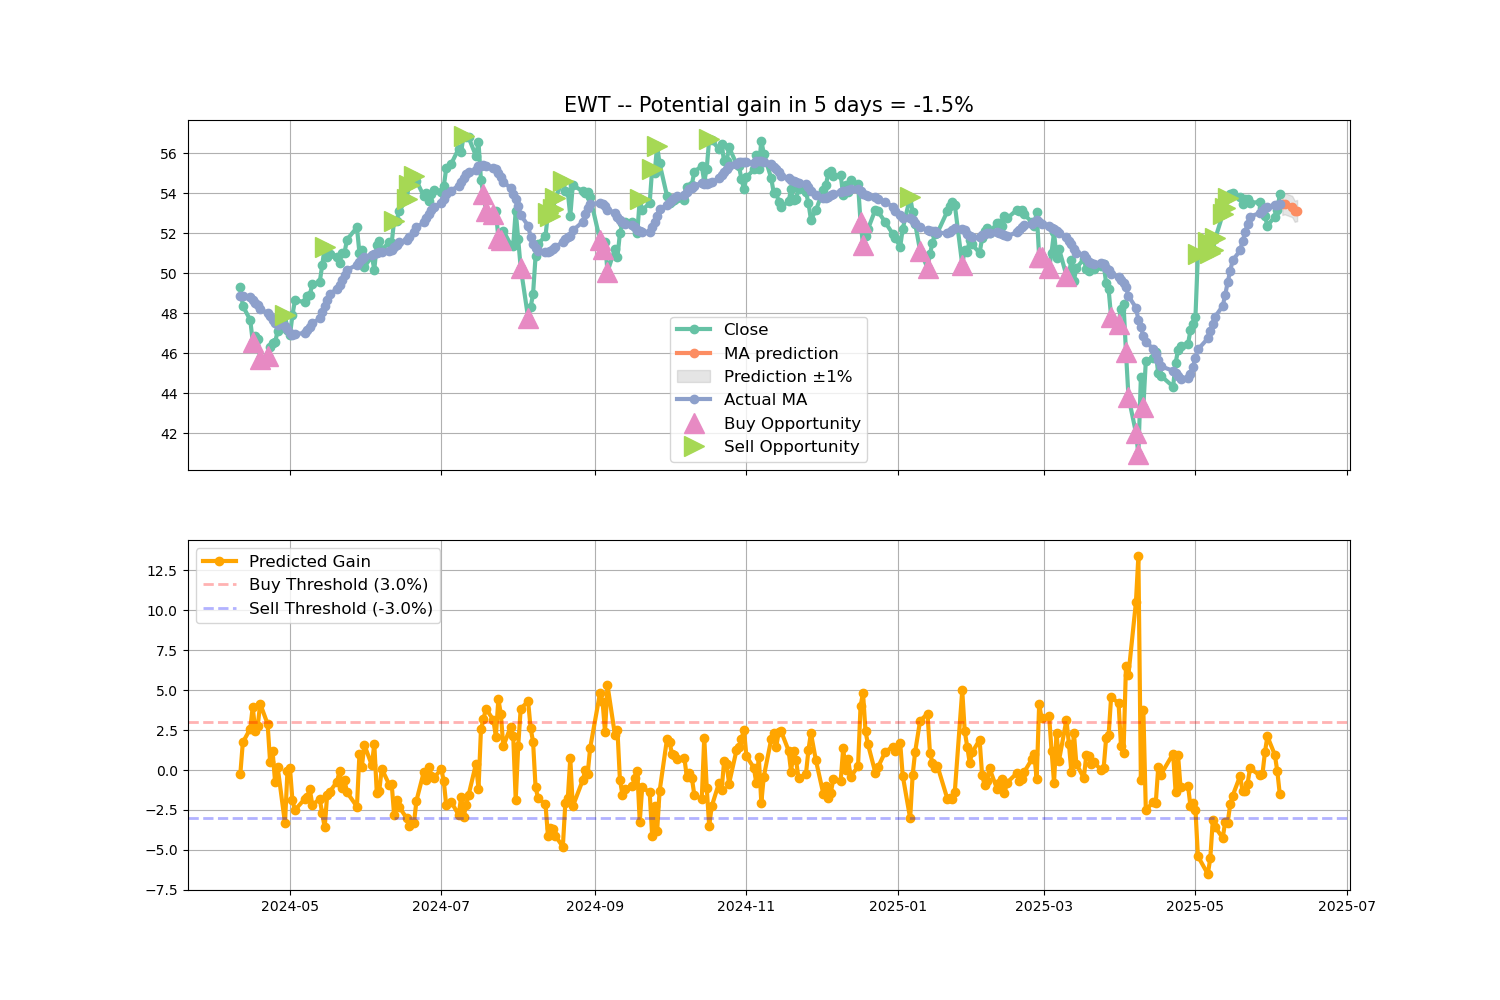 EWT -- Potential gain in 5 days = -1.5%
56
54
52
50
48
46
44
42
Close
MA prediction
Prediction ±1%
Actual MA
Buy Opportunity
Sell Opportunity
12.5
10.0
7.5
5.0
2.5
0.0
−2.5
−5.0
−7.5
Predicted Gain
Buy Threshold (3.0%)
Sell Threshold (-3.0%)
2024-05 2024-07 2024-09 2024-11 2025-01 2025-03 2025-05 2025-07